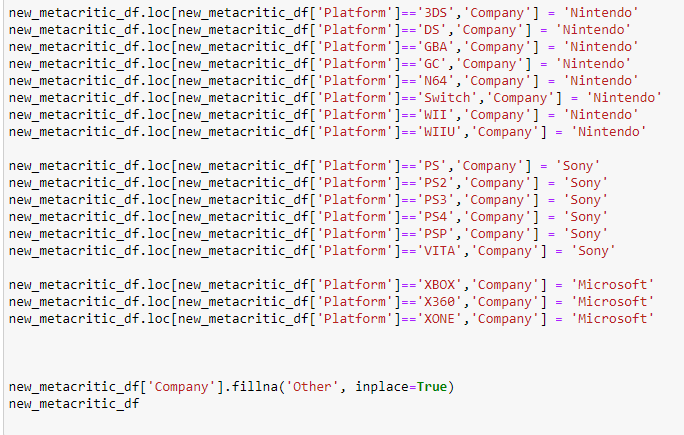 new_metacritic_df.loc[new_metacritic_df['Platform']=='3DS','Company'] = 'Nintendo'
new_metacritic_df.loc[new_metacritic_df['Platform']=='DS','Company'] = 'Nintendo'
new_metacritic_df.loc[new_metacritic_df['Platform']=='GBA','Company'] = 'Nintendo'
new_metacritic_df.loc[new_metacritic_df['Platform']=='GC','Company'] = 'Nintendo'
new_metacritic_df.loc[new_metacritic_df['Platform']=='N64','Company'] = 'Nintendo'
new_metacritic_df.loc[new_metacritic_df['Platform']=='Switch','Company'] = 'Nintendo'
new_metacritic_df.loc[new_metacritic_df['Platform']=='WII','Company'] = 'Nintendo'
new_metacritic_df.loc[new_metacritic_df['Platform']=='WIIU','Company'] = 'Nintendo'

new_metacritic_df.loc[new_metacritic_df['Platform']=='PS','Company'] = 'Sony'
new_metacritic_df.loc[new_metacritic_df['Platform']=='PS2','Company'] = 'Sony'
new_metacritic_df.loc[new_metacritic_df['Platform']=='PS3','Company'] = 'Sony'
new_metacritic_df.loc[new_metacritic_df['Platform']=='PS4','Company'] = 'Sony'
new_metacritic_df.loc[new_metacritic_df['Platform']=='PSP','Company'] = 'Sony'
new_metacritic_df.loc[new_metacritic_df['Platform']=='VITA','Company'] = 'Sony'

new_metacritic_df.loc[new_metacritic_df['Platform']=='XBOX','Company'] = 'Microsoft'
new_metacritic_df.loc[new_metacritic_df['Platform']=='X360','Company'] = 'Microsoft'
new_metacritic_df.loc[new_metacritic_df['Platform']=='XONE','Company'] = 'Microsoft'

new_metacritic_df['Company'].fillna('Other', inplace=True)
new_metacritic_df